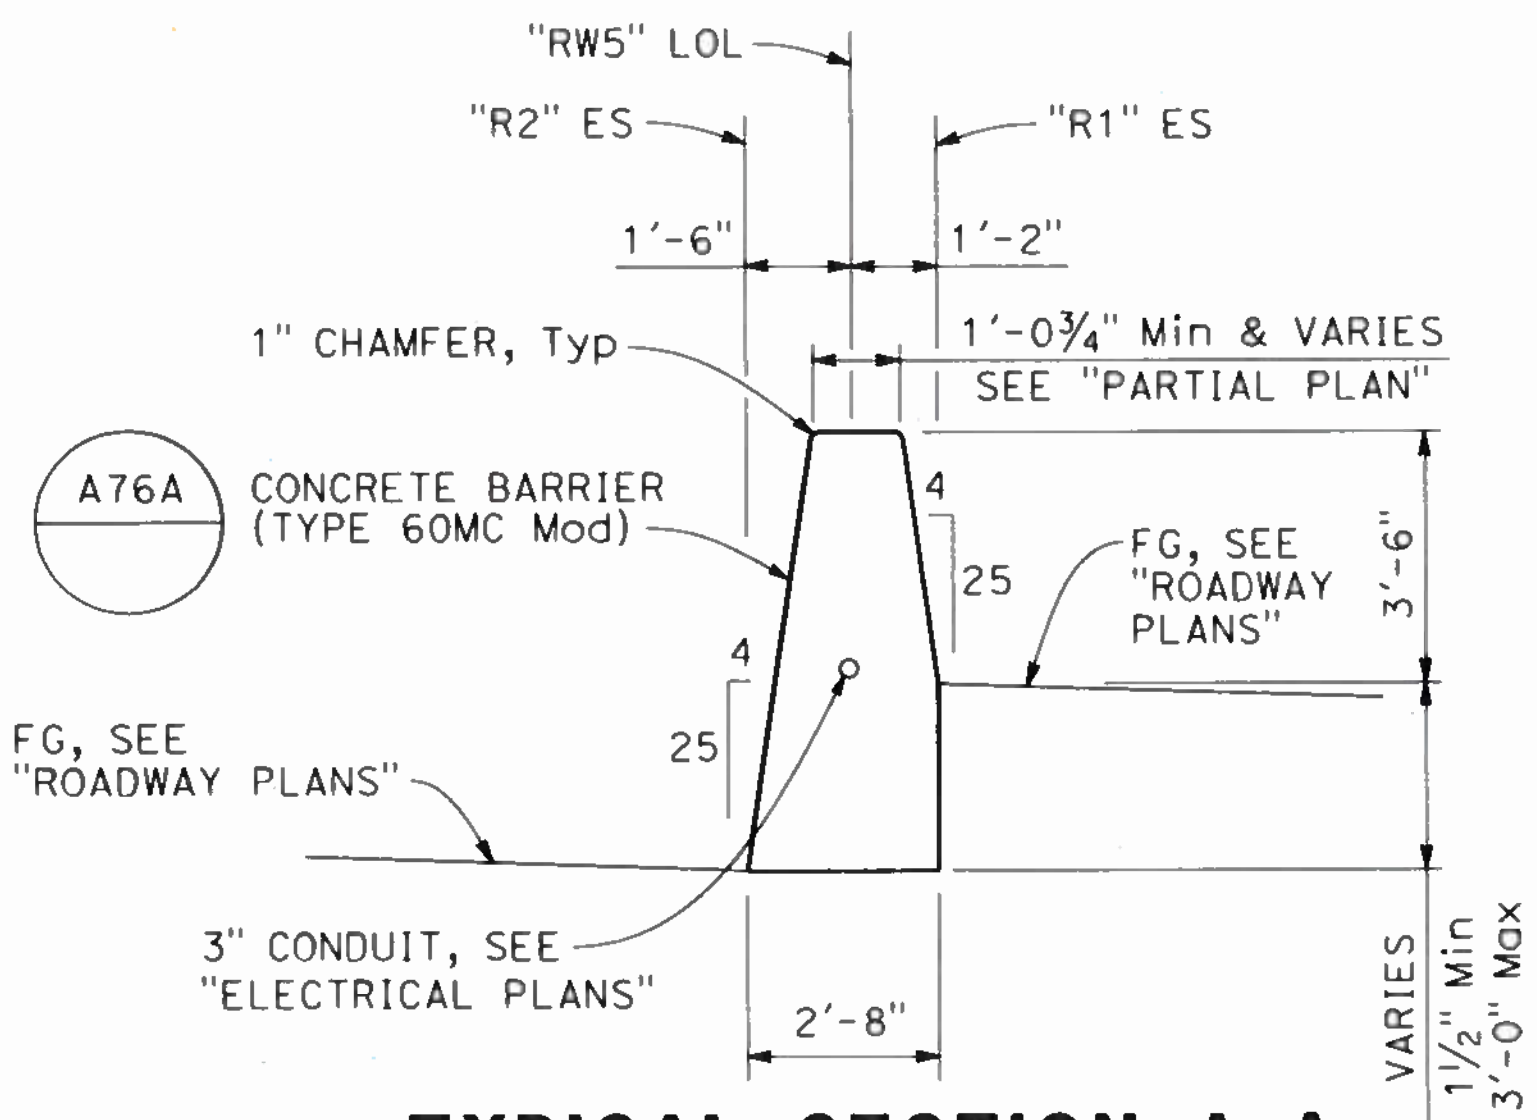 "RW5" LOL
"R2" ES
"R1" ES
1'-6"
1'-2"
1'-0¾" Min & VARIES
SEE "PARTIAL PLAN"
1" CHAMFER, Typ
A76A
CONCRETE BARRIER
(TYPE 60MC Mod)
4
25
FG, SEE
"ROADWAY
PLANS"
3'-6"
4
25
FG, SEE
"ROADWAY PLANS"
3" CONDUIT, SEE
"ELECTRICAL PLANS"
2'-8"
VARIES
1½" Min
3'-0" Max